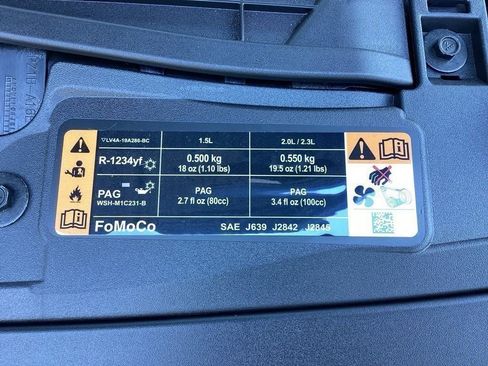 ▽LV4A-19A286-BC 1.5L 2.0L / 2.3L
R-1234yf 0.500 kg 0.550 kg
18 oz (1.10 lbs) 19.5 oz (1.21 lbs)
PAG PAG PAG
WSH-M1C231-B 2.7 fl oz (80cc) 3.4 fl oz (100cc)
FoMoCo SAE J639 J2842 J2845